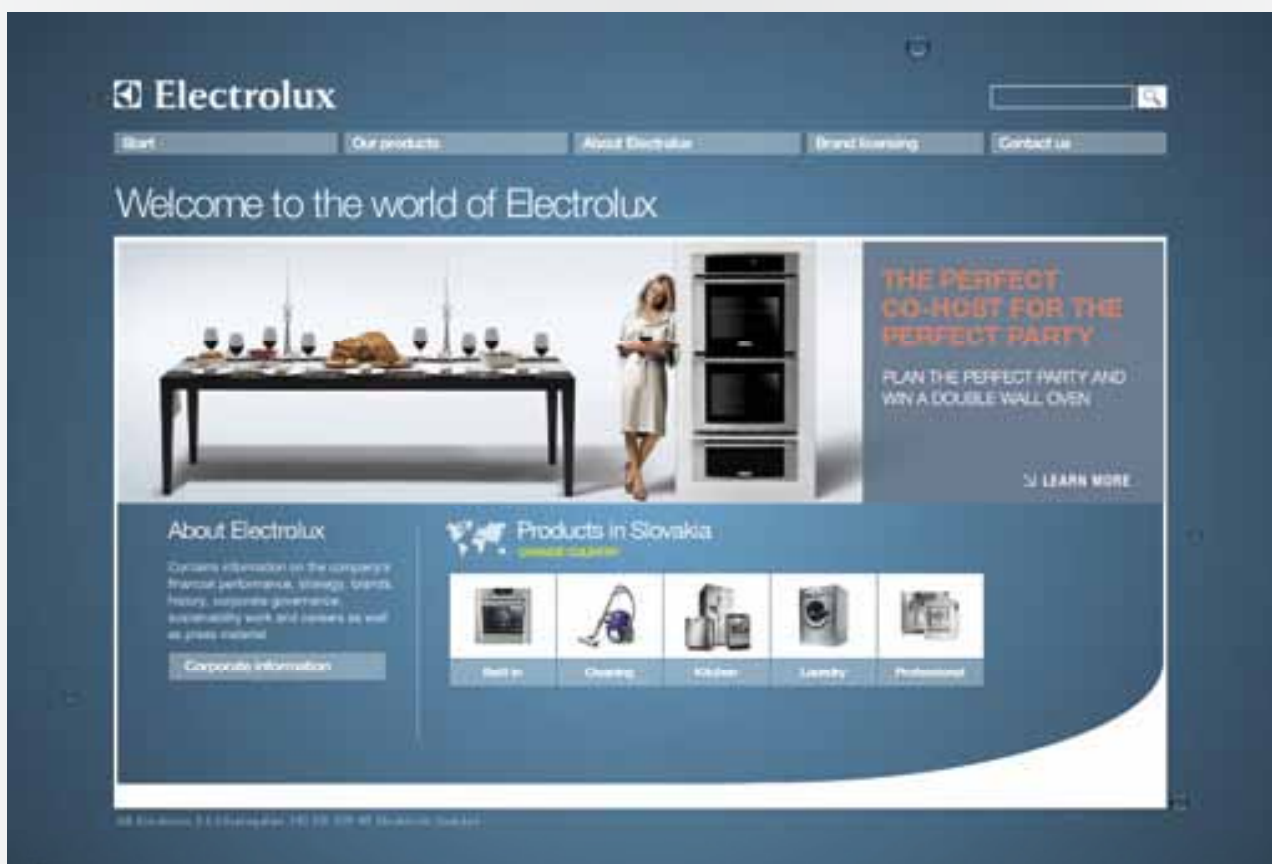 Electrolux
Start Our products About Electrolux Brand licensing Contact us
Welcome to the world of Electrolux
THE PERFECT
CO-HOST FOR THE
PERFECT PARTY
PLAN THE PERFECT PARTY AND
WIN A DOUBLE WALL OVEN
LEARN MORE
About Electrolux
Contains information on the company's
financial performance, strategy, brands,
history, corporate governance,
sustainability work and careers as well
as press material
Corporate information
Products in Slovakia
CHANGE COUNTRY
Built in Cleaning Kitchen Laundry Professional